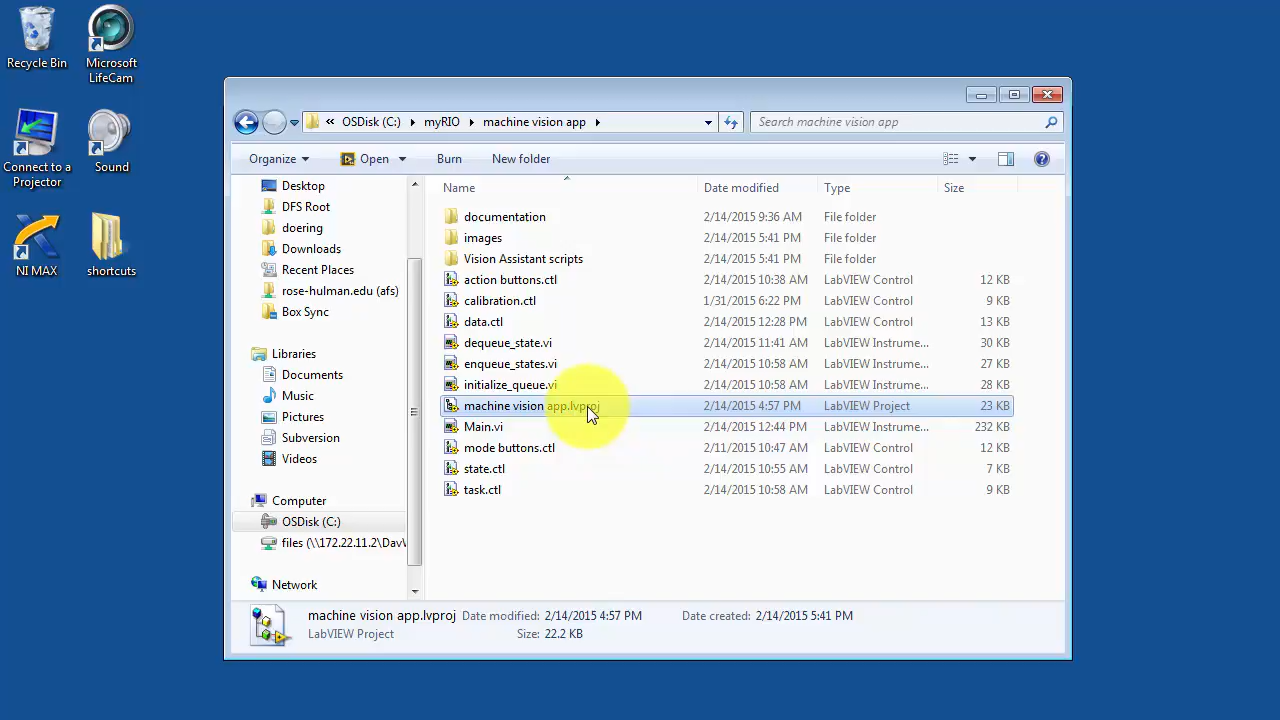 Recycle Bin
Microsoft
LifeCam
Connect to a
Projector
Sound
NI MAX
shortcuts
« OSDisk (C:) myRIO machine vision app
Search machine vision app
Organize Open Burn New folder
Desktop
DFS Root
doering
Downloads
Recent Places
rose-hulman.edu (afs)
Box Sync
Libraries
Documents
Music
Pictures
Subversion
Videos
Computer
OSDisk (C:)
files (\\172.22.11.2\DavW
Network
Name Date modified Type Size
documentation 2/14/2015 9:36 AM File folder
images 2/14/2015 5:41 PM File folder
Vision Assistant scripts 2/14/2015 5:41 PM File folder
action buttons.ctl 2/14/2015 10:38 AM LabVIEW Control 12 KB
calibration.ctl 1/31/2015 6:22 PM LabVIEW Control 9 KB
data.ctl 2/14/2015 12:28 PM LabVIEW Control 13 KB
dequeue_state.vi 2/14/2015 11:41 AM LabVIEW Instrume... 30 KB
enqueue_states.vi 2/14/2015 10:58 AM LabVIEW Instrume... 27 KB
initialize_queue.vi 2/14/2015 10:58 AM LabVIEW Instrume... 28 KB
machine vision app.lvproj 2/14/2015 4:57 PM LabVIEW Project 23 KB
Main.vi 2/14/2015 12:44 PM LabVIEW Instrume... 232 KB
mode buttons.ctl 2/11/2015 10:47 AM LabVIEW Control 12 KB
state.ctl 2/14/2015 10:55 AM LabVIEW Control 7 KB
task.ctl 2/14/2015 10:58 AM LabVIEW Control 9 KB
machine vision app.lvproj Date modified: 2/14/2015 4:57 PM Date created: 2/14/2015 5:41 PM
LabVIEW Project Size: 22.2 KB